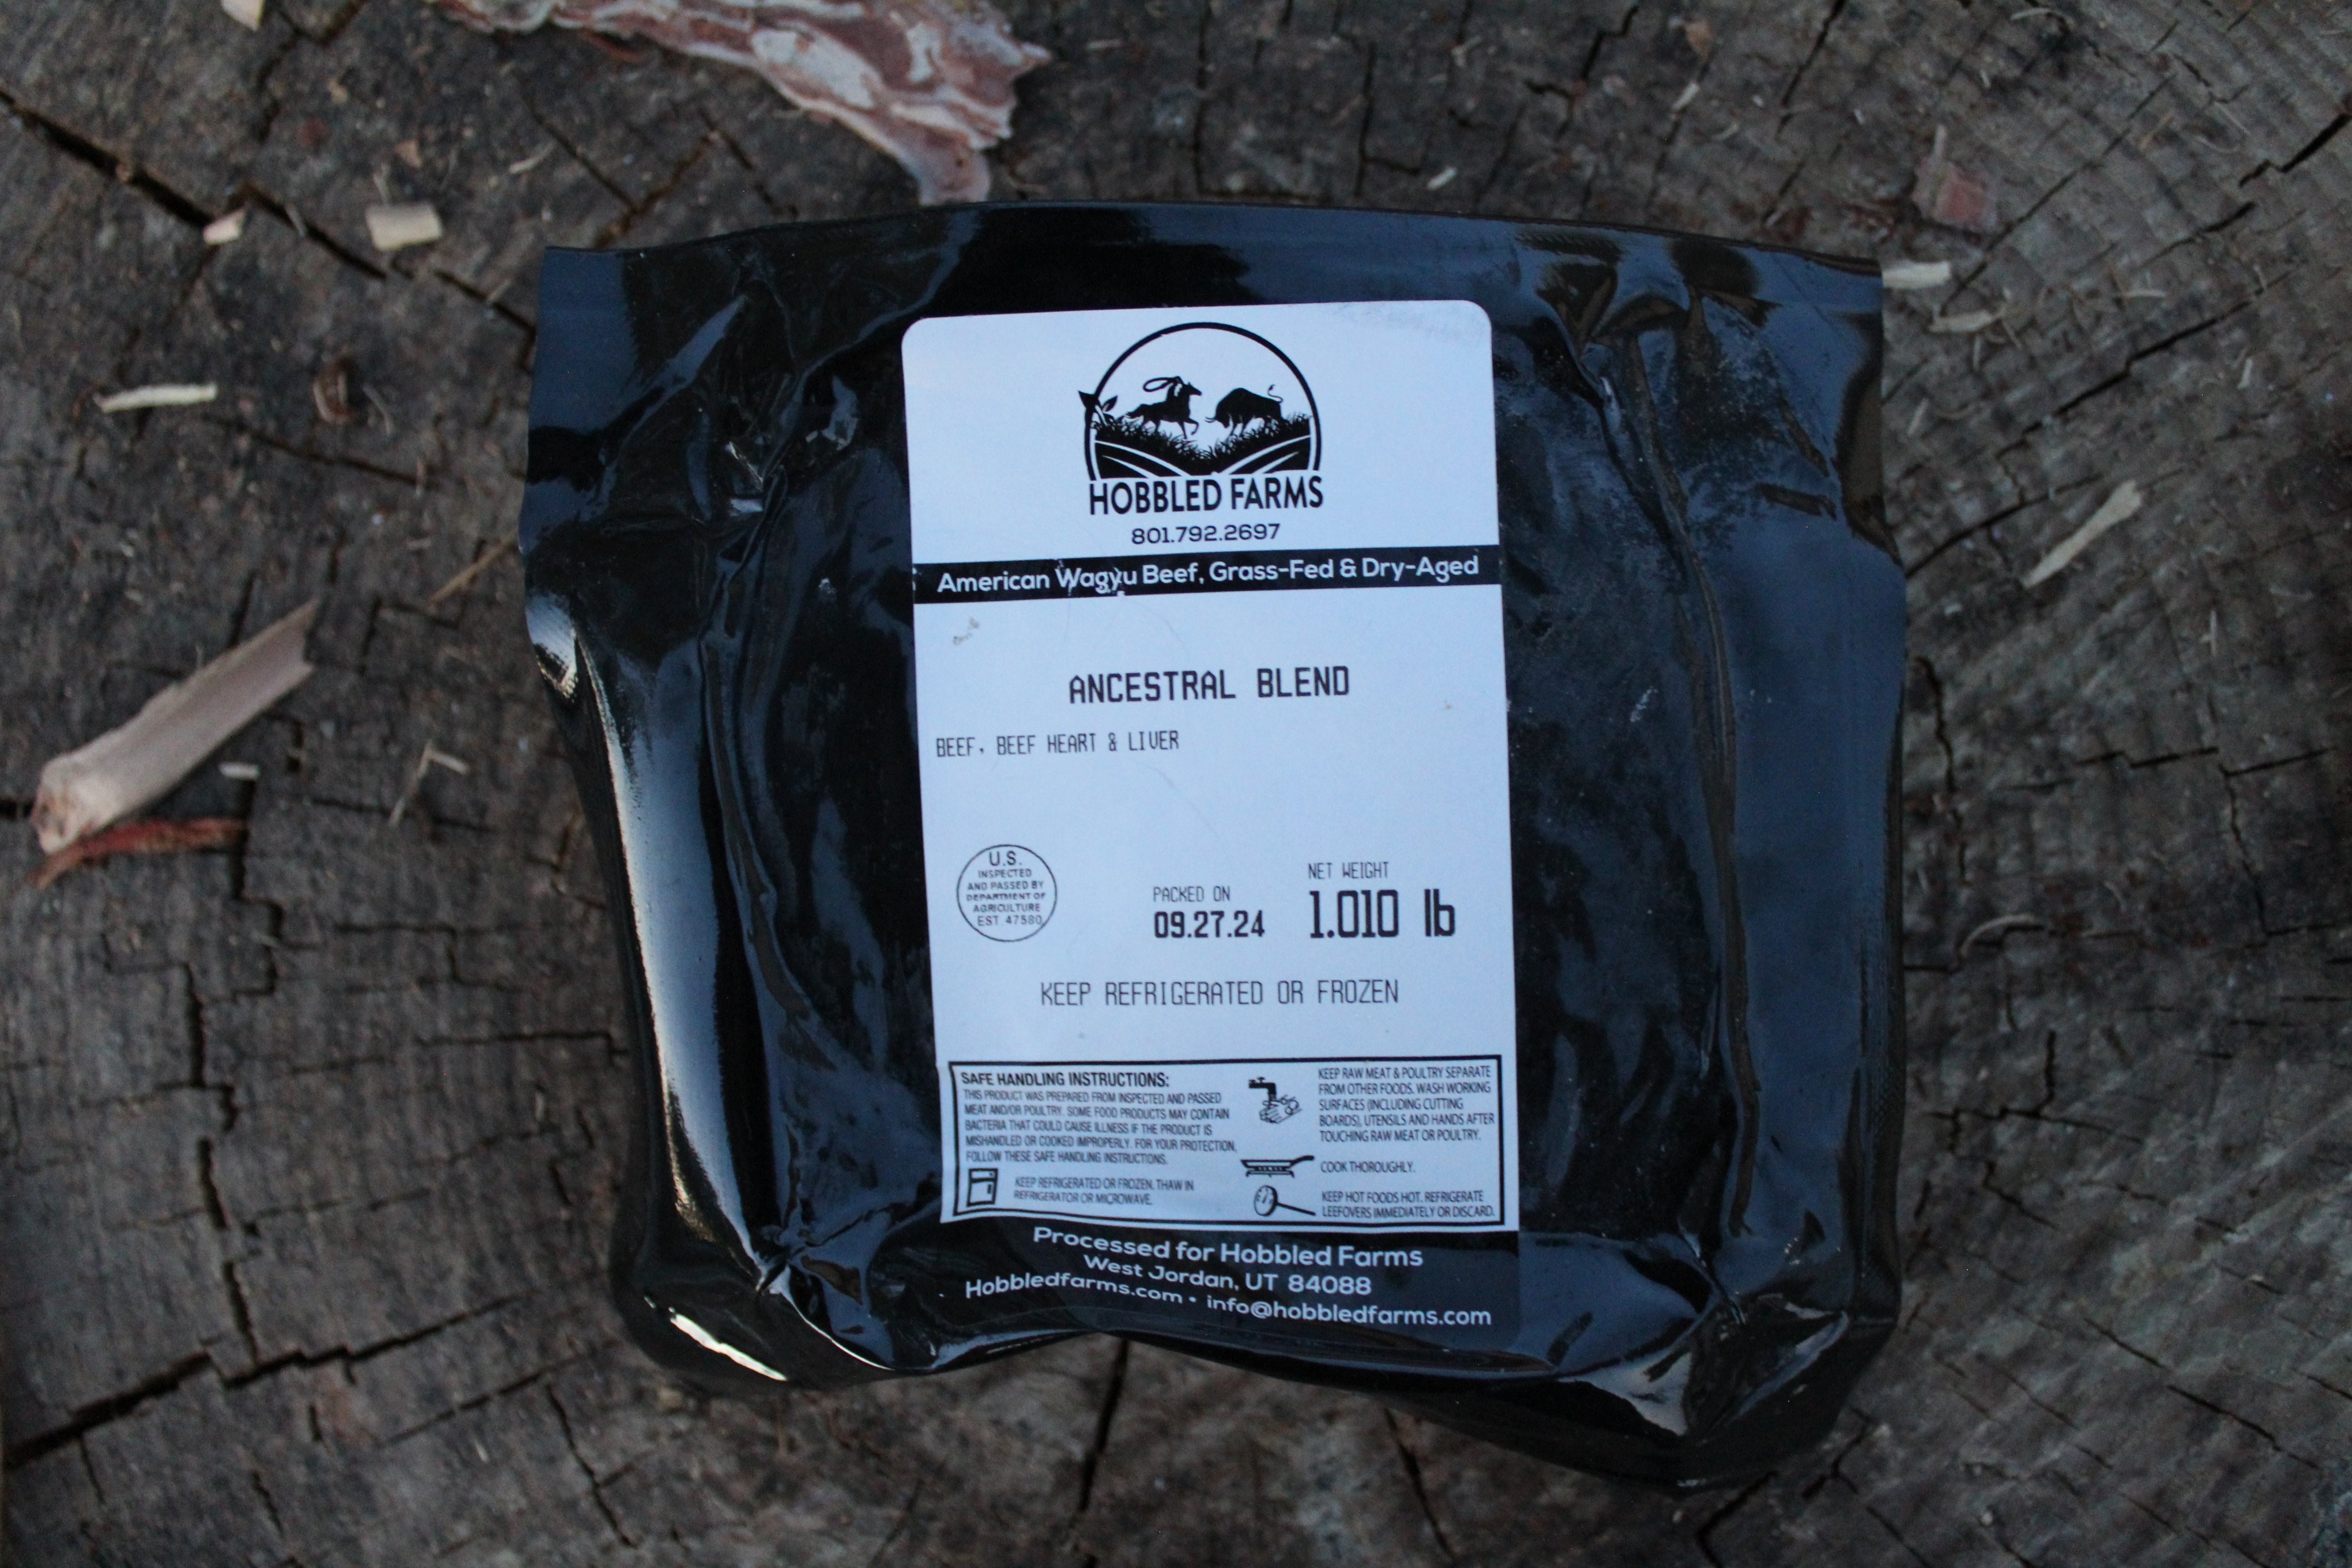 HOBBLED FARMS
801.792.2697
American Wagyu Beef, Grass-Fed & Dry-Aged
ANCESTRAL BLEND
BEEF, BEEF HEART & LIVER
U.S.
INSPECTED
AND PASSED BY
DEPARTMENT OF
AGRICULTURE
EST. 47580
PACKED ON
09.27.24
NET WEIGHT
1.010 lb
KEEP REFRIGERATED OR FROZEN
SAFE HANDLING INSTRUCTIONS:
THIS PRODUCT WAS PREPARED FROM INSPECTED AND PASSED
MEAT AND/OR POULTRY. SOME FOOD PRODUCTS MAY CONTAIN
BACTERIA THAT COULD CAUSE ILLNESS IF THE PRODUCT IS
MISHANDLED OR COOKED IMPROPERLY. FOR YOUR PROTECTION,
FOLLOW THESE SAFE HANDLING INSTRUCTIONS.
KEEP REFRIGERATED OR FROZEN. THAW IN
REFRIGERATOR OR MICROWAVE.
KEEP RAW MEAT & POULTRY SEPARATE
FROM OTHER FOODS. WASH WORKING
SURFACES (INCLUDING CUTTING
BOARDS), UTENSILS AND HANDS AFTER
TOUCHING RAW MEAT OR POULTRY.
COOK THOROUGHLY.
KEEP HOT FOODS HOT. REFRIGERATE
LEEFOVERS IMMEDIATELY OR DISCARD.
Processed for Hobbled Farms
West Jordan, UT 84088
Hobbledfarms.com • info@hobbledfarms.com